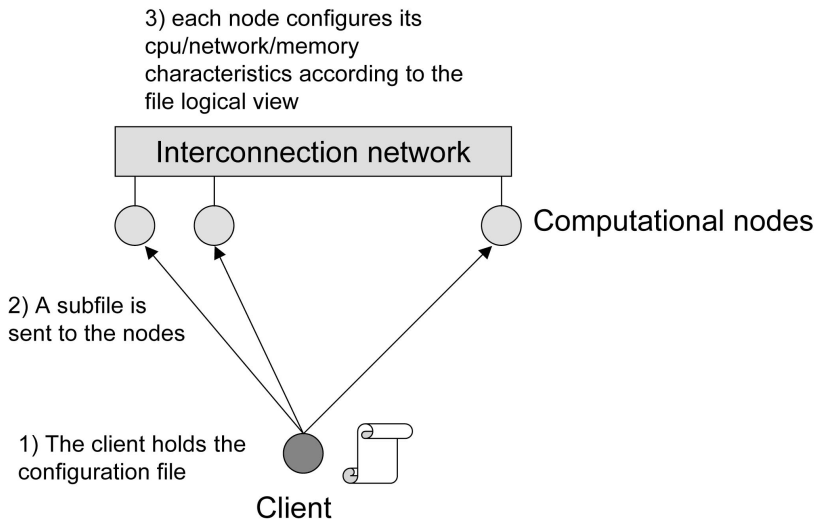 3) each node configures its
cpu/network/memory
characteristics according to the
file logical view
Interconnection network
Computational nodes
2) A subfile is
sent to the nodes
1) The client holds the
configuration file
Client